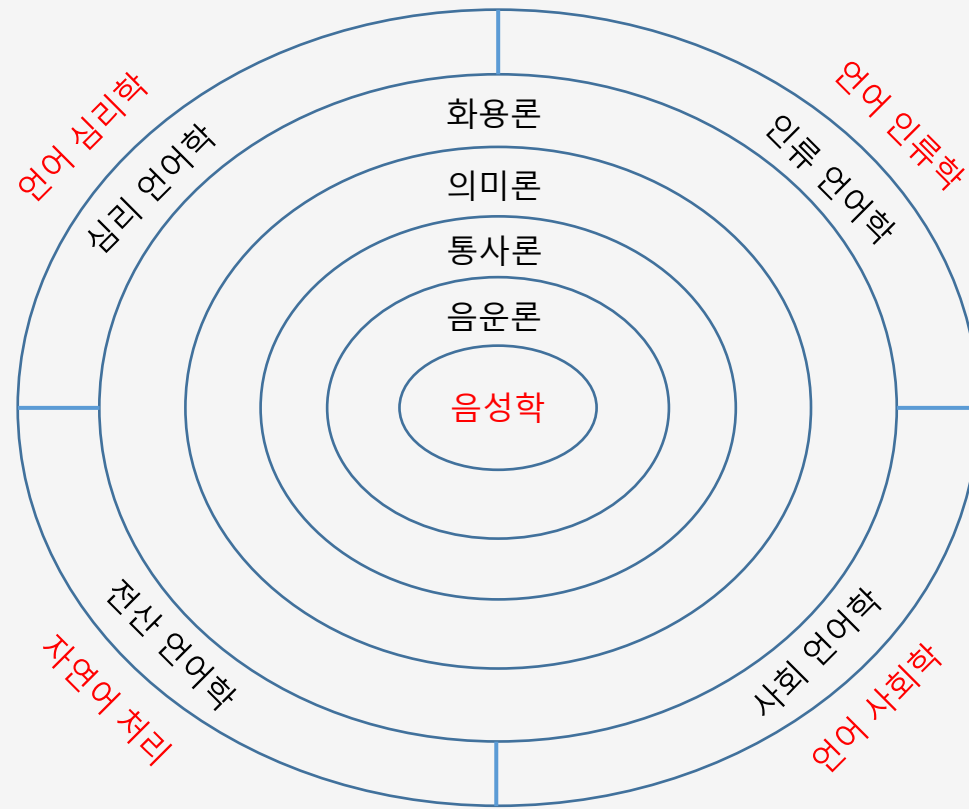 언어 심리학
심리 언어학
화용론
의미론
통사론
음운론
음성학
인류 언어학
언어 인류학
전산 언어학
자연어 처리
사회 언어학
언어 사회학